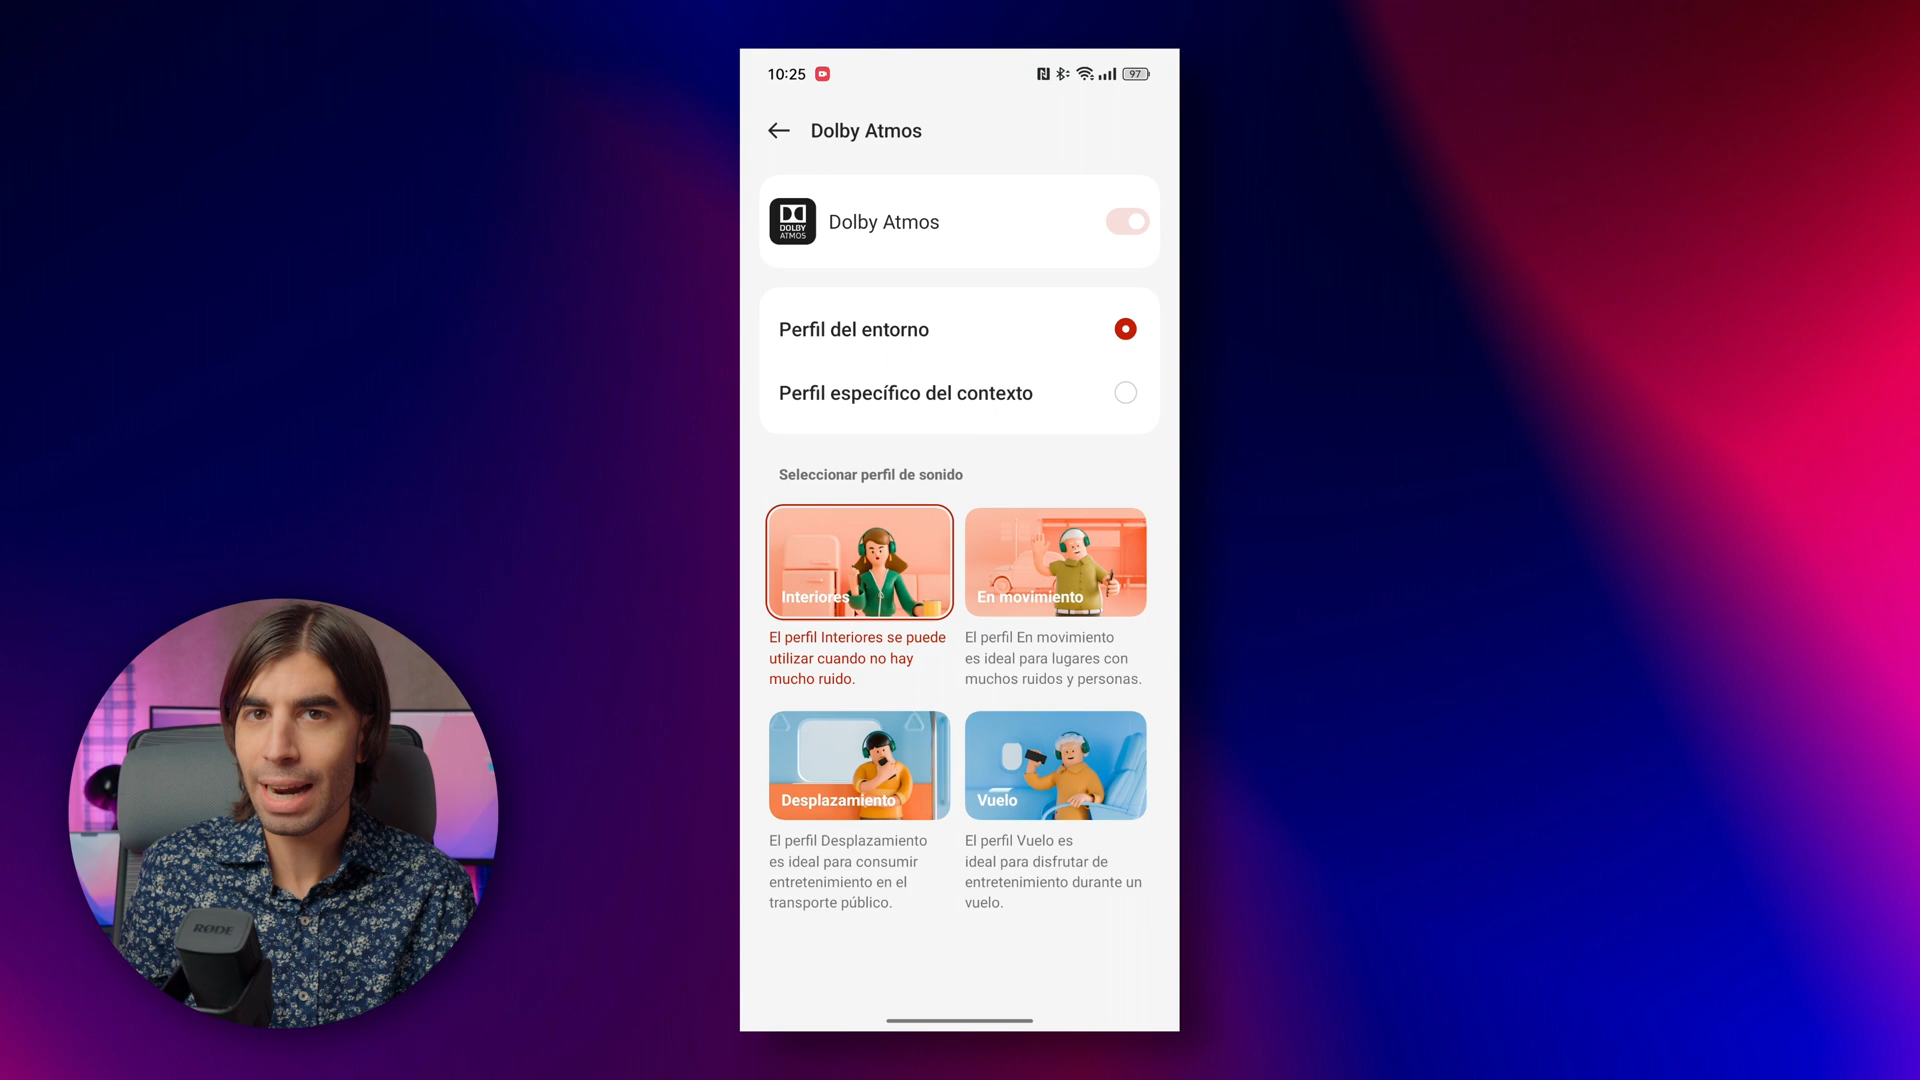 10:25
97
Dolby Atmos
DOLBY
ATMOS
Dolby Atmos
Perfil del entorno
Perfil específico del contexto
Seleccionar perfil de sonido
Interiores
En movimiento
El perfil Interiores se puede
utilizar cuando no hay
mucho ruido.
El perfil En movimiento
es ideal para lugares con
muchos ruidos y personas.
Desplazamiento
Vuelo
El perfil Desplazamiento
es ideal para consumir
entretenimiento en el
transporte público.
El perfil Vuelo es
ideal para disfrutar de
entretenimiento durante un
vuelo.
RØDE